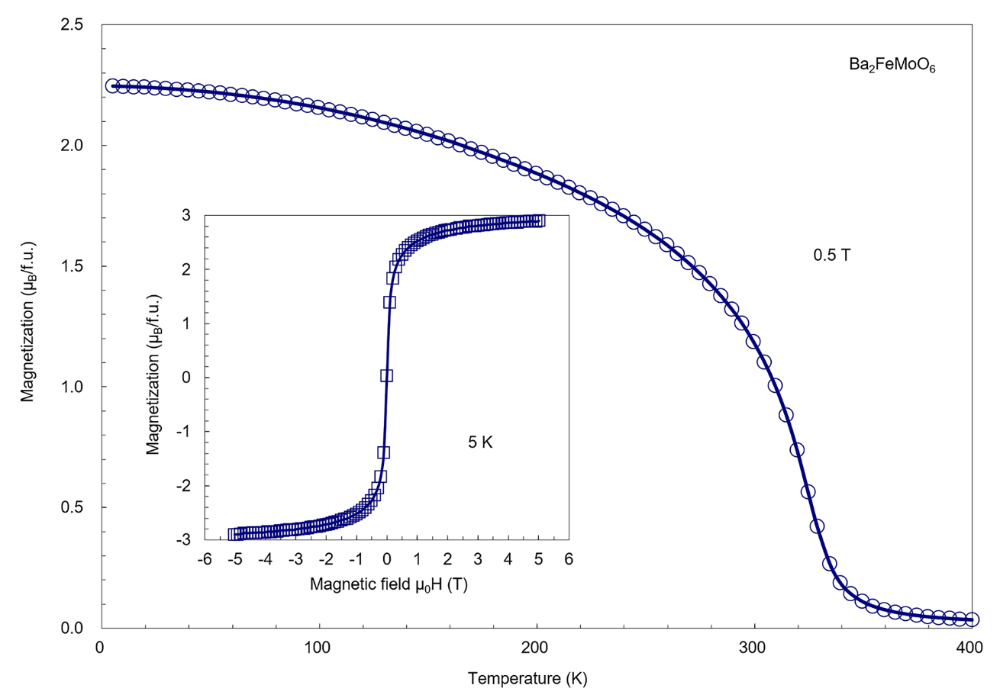 2.5
Ba₂FeMoO₆
2.0
1.5
1.0
0.5
0.0
Magnetization (μB/f.u.)
0.5 T
3
2
1
0
-1
-2
-3
Magnetization (μB/f.u.)
5 K
-6 -5 -4 -3 -2 -1 0 1 2 3 4 5 6
Magnetic field μ₀H (T)
0 100 200 300 400
Temperature (K)